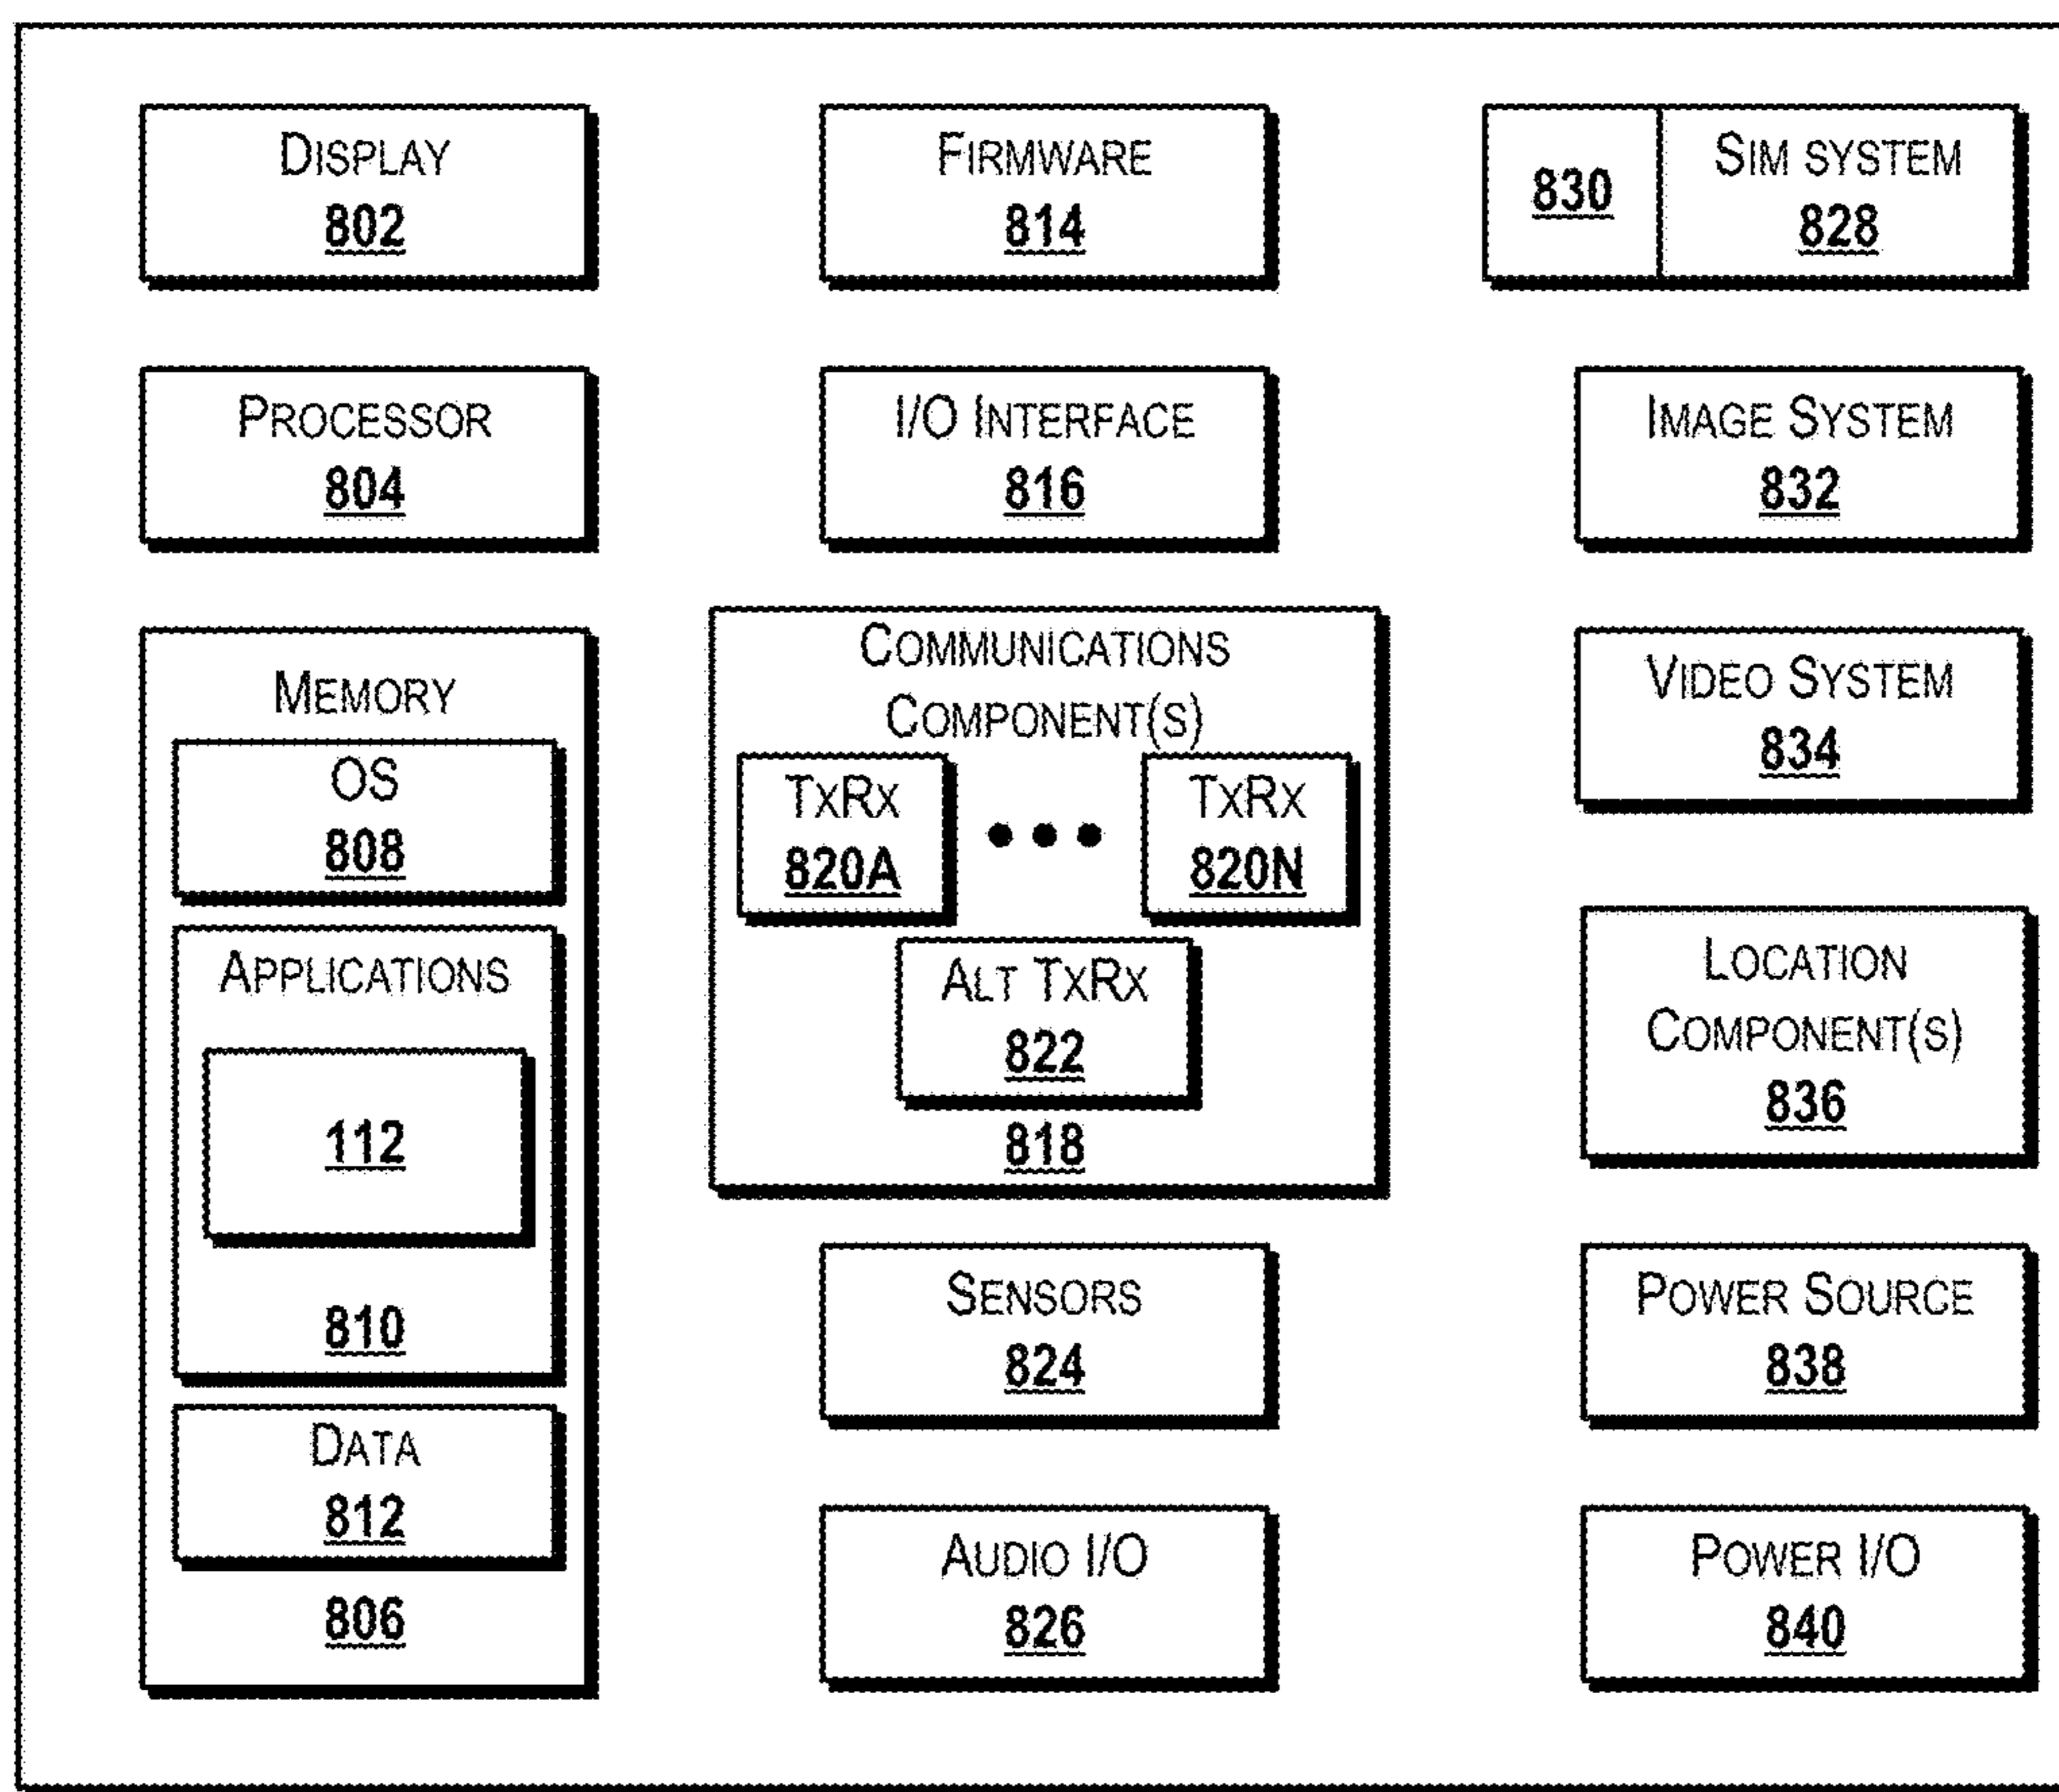 DISPLAY
802
PROCESSOR
804
MEMORY
OS
808
APPLICATIONS
112
810
DATA
812
806
FIRMWARE
814
I/O INTERFACE
816
COMMUNICATIONS
COMPONENT(S)
TXRX
820A
TXRX
820N
ALT TXRX
822
818
SENSORS
824
AUDIO I/O
826
830
SIM SYSTEM
828
IMAGE SYSTEM
832
VIDEO SYSTEM
834
LOCATION
COMPONENT(S)
836
POWER SOURCE
838
POWER I/O
840